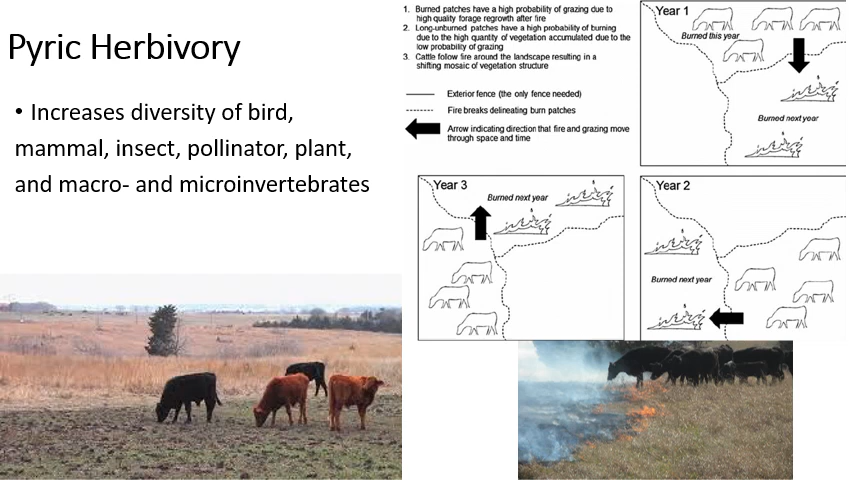 Pyric Herbivory
• Increases diversity of bird,
mammal, insect, pollinator, plant,
and macro- and microinvertebrates
1. Burned patches have a high probability of grazing due to
high quality forage regrowth after fire
2. Long-unburned patches have a high probability of burning
due to the high quantity of vegetation accumulated due to the
low probability of grazing
3. Cattle follow fire around the landscape resulting in a
shifting mosaic of vegetation structure
Exterior fence (the only fence needed)
Fire breaks delineating burn patches
Arrow indicating direction that fire and grazing move
through space and time
Year 1
Burned this year
Burned next year
Year 3
Burned next year
Year 2
Burned next year